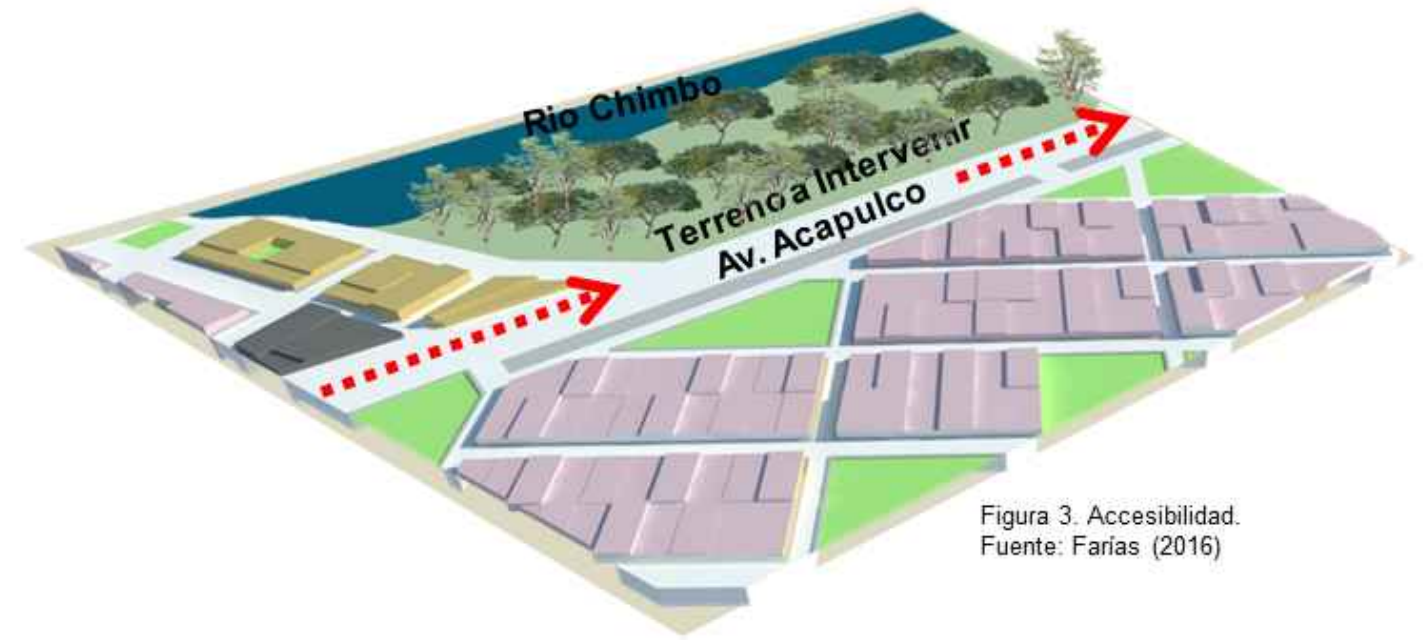 Rio Chimbo
Terreno a Intervenir
Av. Acapulco
Figura 3. Accesibilidad.
Fuente: Farías (2016)